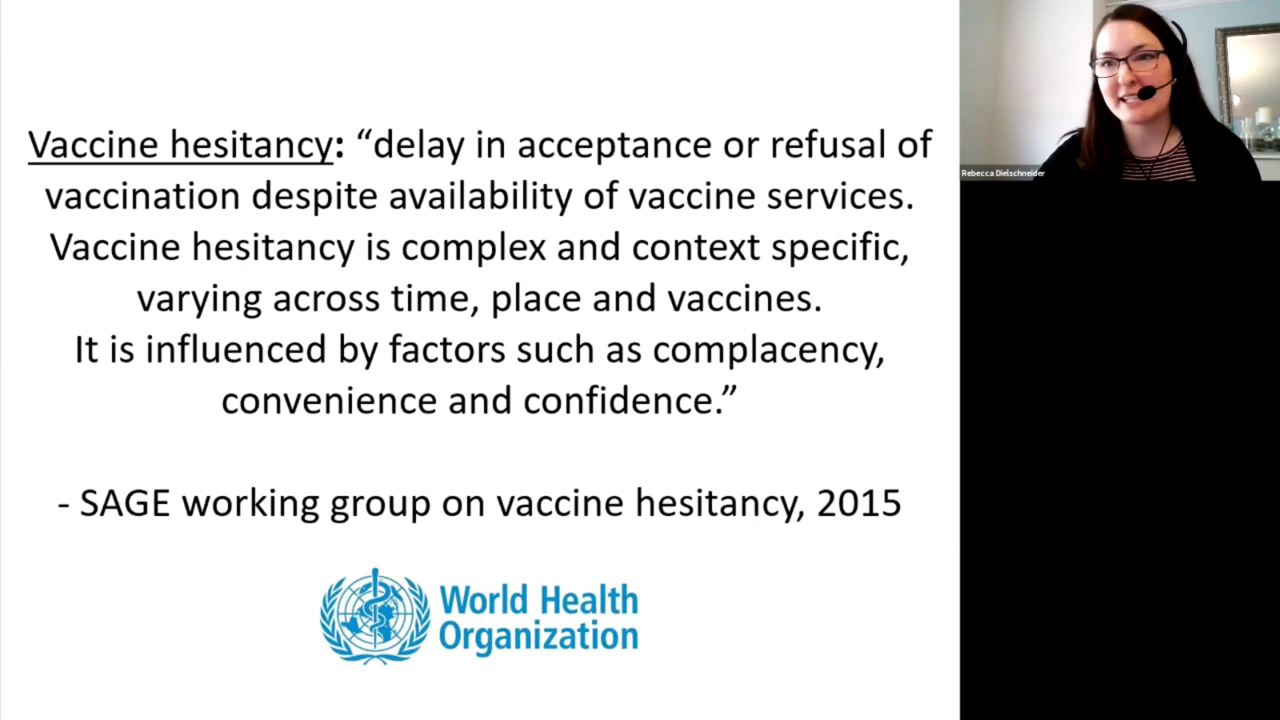 Vaccine hesitancy: “delay in acceptance or refusal of
vaccination despite availability of vaccine services.
Vaccine hesitancy is complex and context specific,
varying across time, place and vaccines.
It is influenced by factors such as complacency,
convenience and confidence.”
- SAGE working group on vaccine hesitancy, 2015
World Health
Organization
Rebecca Dielschneider